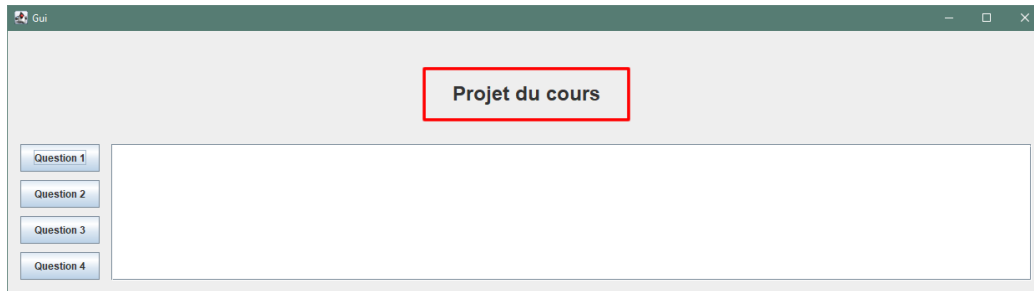 Gui
Projet du cours
Question 1
Question 2
Question 3
Question 4